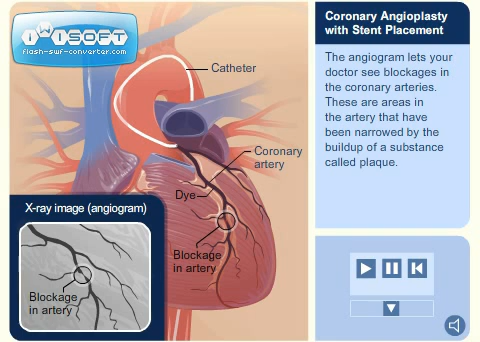 iWiSOFT
flash-swf-converter.com
Catheter
Coronary
artery
Dye
Blockage
in artery
X-ray image (angiogram)
Blockage
in artery
Coronary Angioplasty
with Stent Placement
The angiogram lets your
doctor see blockages in
the coronary arteries.
These are areas in
the artery that have
been narrowed by the
buildup of a substance
called plaque.